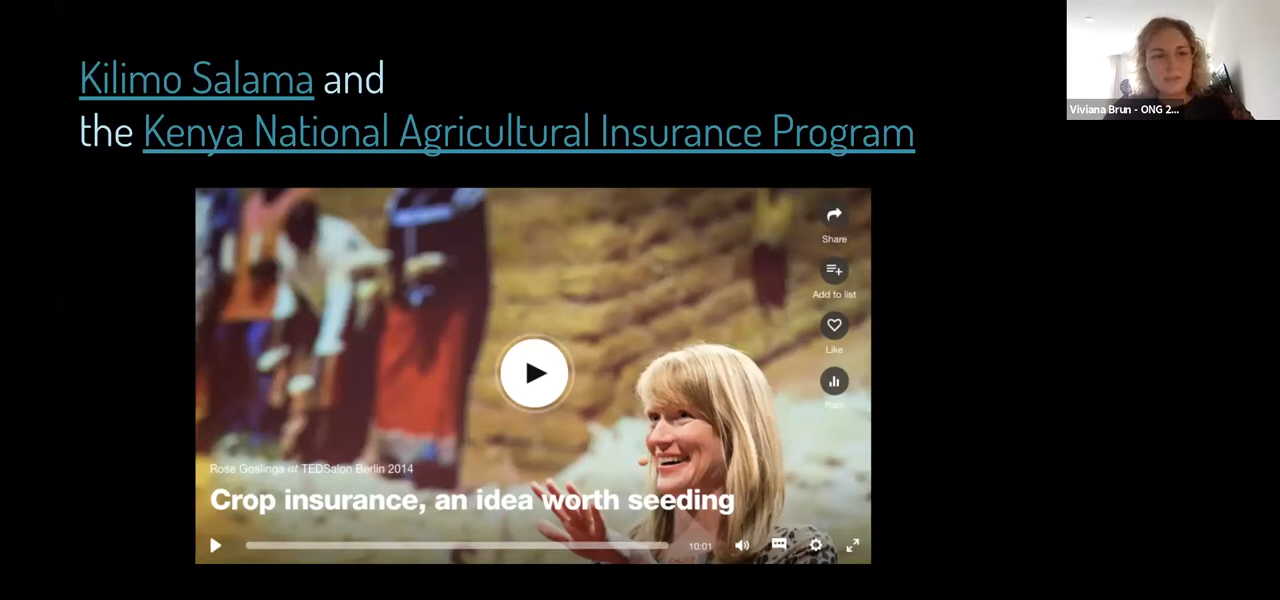 Kilimo Salama and
the Kenya National Agricultural Insurance Program
Viviana Brun - ONG 2...
Share
Add to list
Like
Rate
Rose Goslinga at TEDSalon Berlin 2014
Crop insurance, an idea worth seeding
10:01